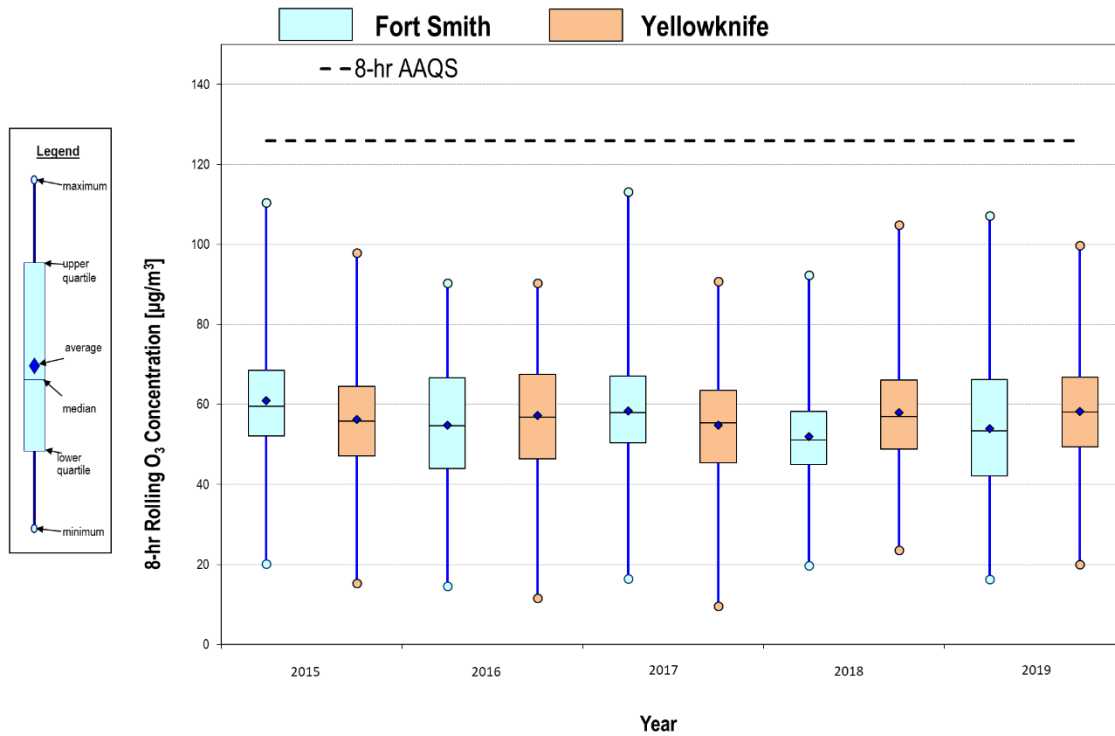 Fort Smith
Yellowknife
8-hr AAQS
Legend
maximum
upper
quartile
average
median
lower
quartile
minimum
8-hr Rolling O₃ Concentration [µg/m³]
140
120
100
80
60
40
20
0
2015
2016
2017
2018
2019
Year